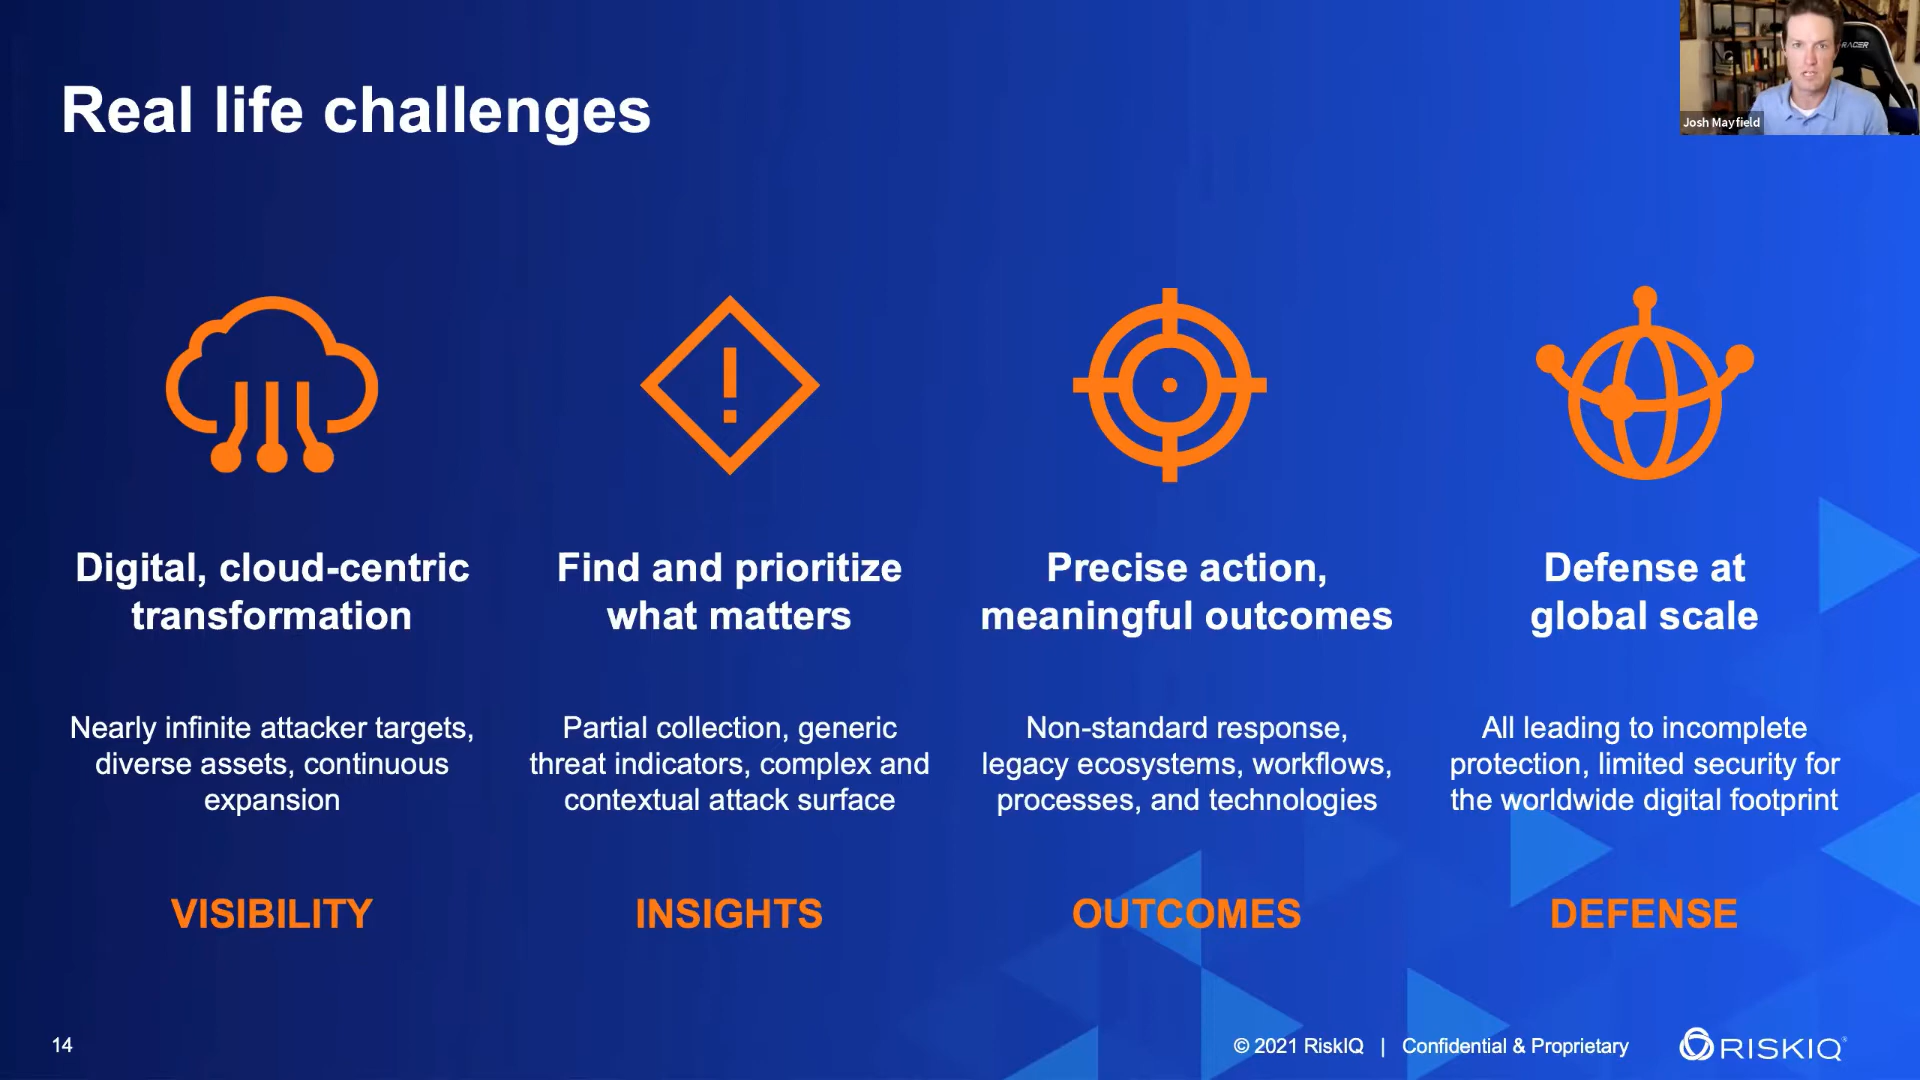 Real life challenges
RACER
Josh Mayfield
Digital, cloud-centric
transformation
Nearly infinite attacker targets,
diverse assets, continuous
expansion
VISIBILITY
Find and prioritize
what matters
Partial collection, generic
threat indicators, complex and
contextual attack surface
INSIGHTS
Precise action,
meaningful outcomes
Non-standard response,
legacy ecosystems, workflows,
processes, and technologies
OUTCOMES
Defense at
global scale
All leading to incomplete
protection, limited security for
the worldwide digital footprint
DEFENSE
14
© 2021 RiskIQ | Confidential & Proprietary
RISKIQ®